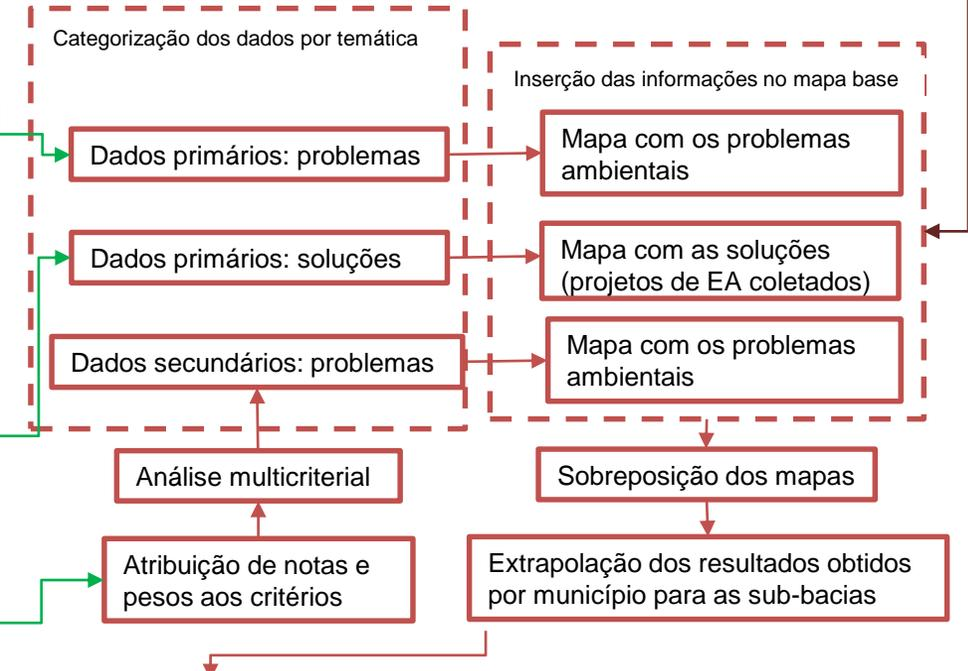 Categorização dos dados por temática
Dados primários: problemas
Dados primários: soluções
Dados secundários: problemas
Análise multicriterial
Atribuição de notas e
pesos aos critérios
Inserção das informações no mapa base
Mapa com os problemas
ambientais
Mapa com as soluções
(projetos de EA coletados)
Mapa com os problemas
ambientais
Sobreposição dos mapas
Extrapolação dos resultados obtidos
por município para as sub-bacias